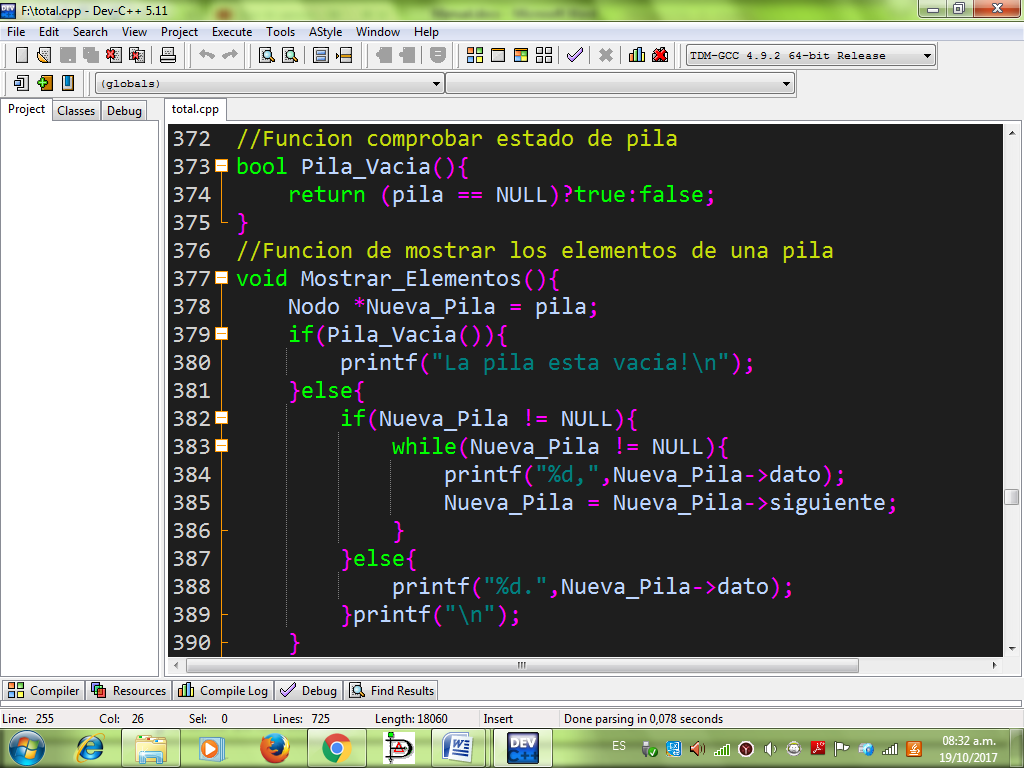 F:\total.cpp - Dev-C++ 5.11
File Edit Search View Project Execute Tools AStyle Window Help
TDM-GCC 4.9.2 64-bit Release
(globals)
Project Classes Debug total.cpp
372 //Funcion comprobar estado de pila
373 bool Pila_Vacia(){
374 return (pila == NULL)?true:false;
375 }
376 //Funcion de mostrar los elementos de una pila
377 void Mostrar_Elementos(){
378 Nodo *Nueva_Pila = pila;
379 if(Pila_Vacia()){
380 printf("La pila esta vacia!\n");
381 }else{
382 if(Nueva_Pila != NULL){
383 while(Nueva_Pila != NULL){
384 printf("%d,",Nueva_Pila->dato);
385 Nueva_Pila = Nueva_Pila->siguiente;
386 }
387 }else{
388 printf("%d.",Nueva_Pila->dato);
389 }printf("\n");
390 }
Compiler Resources Compile Log Debug Find Results
Line: 255 Col: 26 Sel: 0 Lines: 725 Length: 18060 Insert Done parsing in 0,078 seconds
DEV C++
ES
08:32 a.m.
19/10/2017